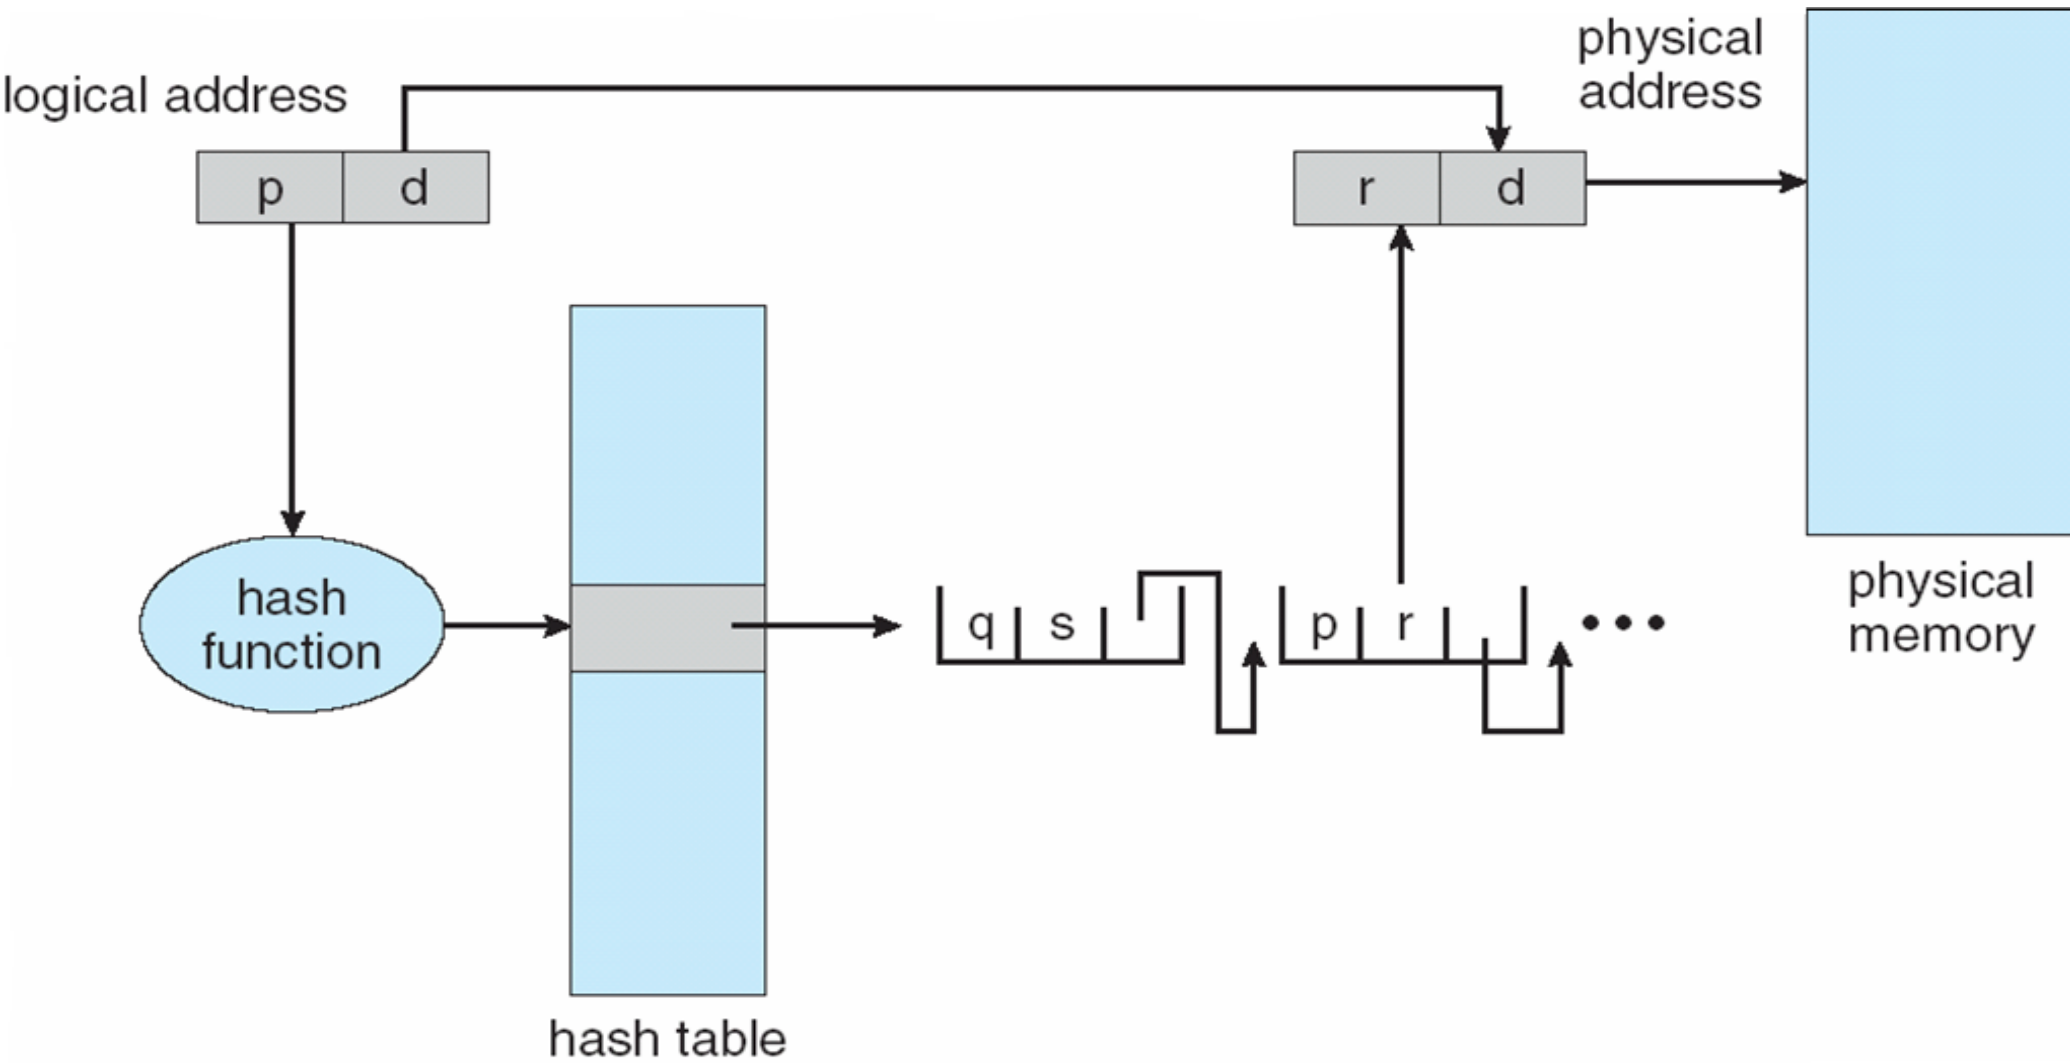 logical address
physical
address
p d
r d
hash
function
q s
p r
•••
physical
memory
hash table